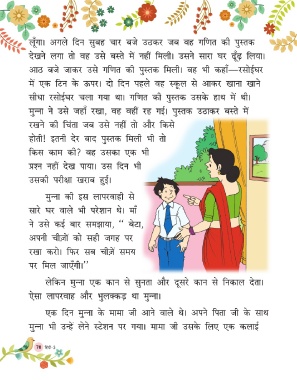 लूँगा। अगले दिन सुबह चार बजे उठकर जब वह गणित की पुस्तक
देखने लगा तो वह उसे बस्ते में नहीं मिली। उसने सारा घर ढूँढ़ लिया।
आठ बजे जाकर उसे गणित की पुस्तक मिली। वह भी कहाँ—रसोईघर
में एक टिन के ऊपर। दो दिन पहले वह स्कूल से आकर खाना खाने
सीधा रसोईघर चला गया था। गणित की पुस्तक उसके हाथ में थी।
मुन्ना ने उसे जहाँ रखा, वह वहीं रह गई। पुस्तक उठाकर बस्ते में
रखने की चिंता जब उसे नहीं तो और किसे
होती! इतनी देर बाद पुस्तक मिली भी तो
किस काम की? वह उसका एक भी
प्रश्न नहीं देख पाया। उस दिन भी
उसकी परीक्षा खराब हुई।
मुन्ना की इस लापरवाही से
सारे घर वाले भी परेशान थे। माँ
ने उसे कई बार समझाया, “ बेटा,
अपनी चीज़ों को सही जगह पर
रखा करो। फिर सब चीज़ें समय
पर मिल जाएँगी।”
लेकिन मुन्ना एक कान से सुनता और दूसरे कान से निकाल देता।
ऐसा लापरवाह और भुलक्कड़ था मुन्ना।
एक दिन मुन्ना के मामा जी आने वाले थे। अपने पिता जी के साथ
मुन्ना भी उन्हें लेने स्टेशन पर गया। मामा जी उसके लिए एक कलाई
78